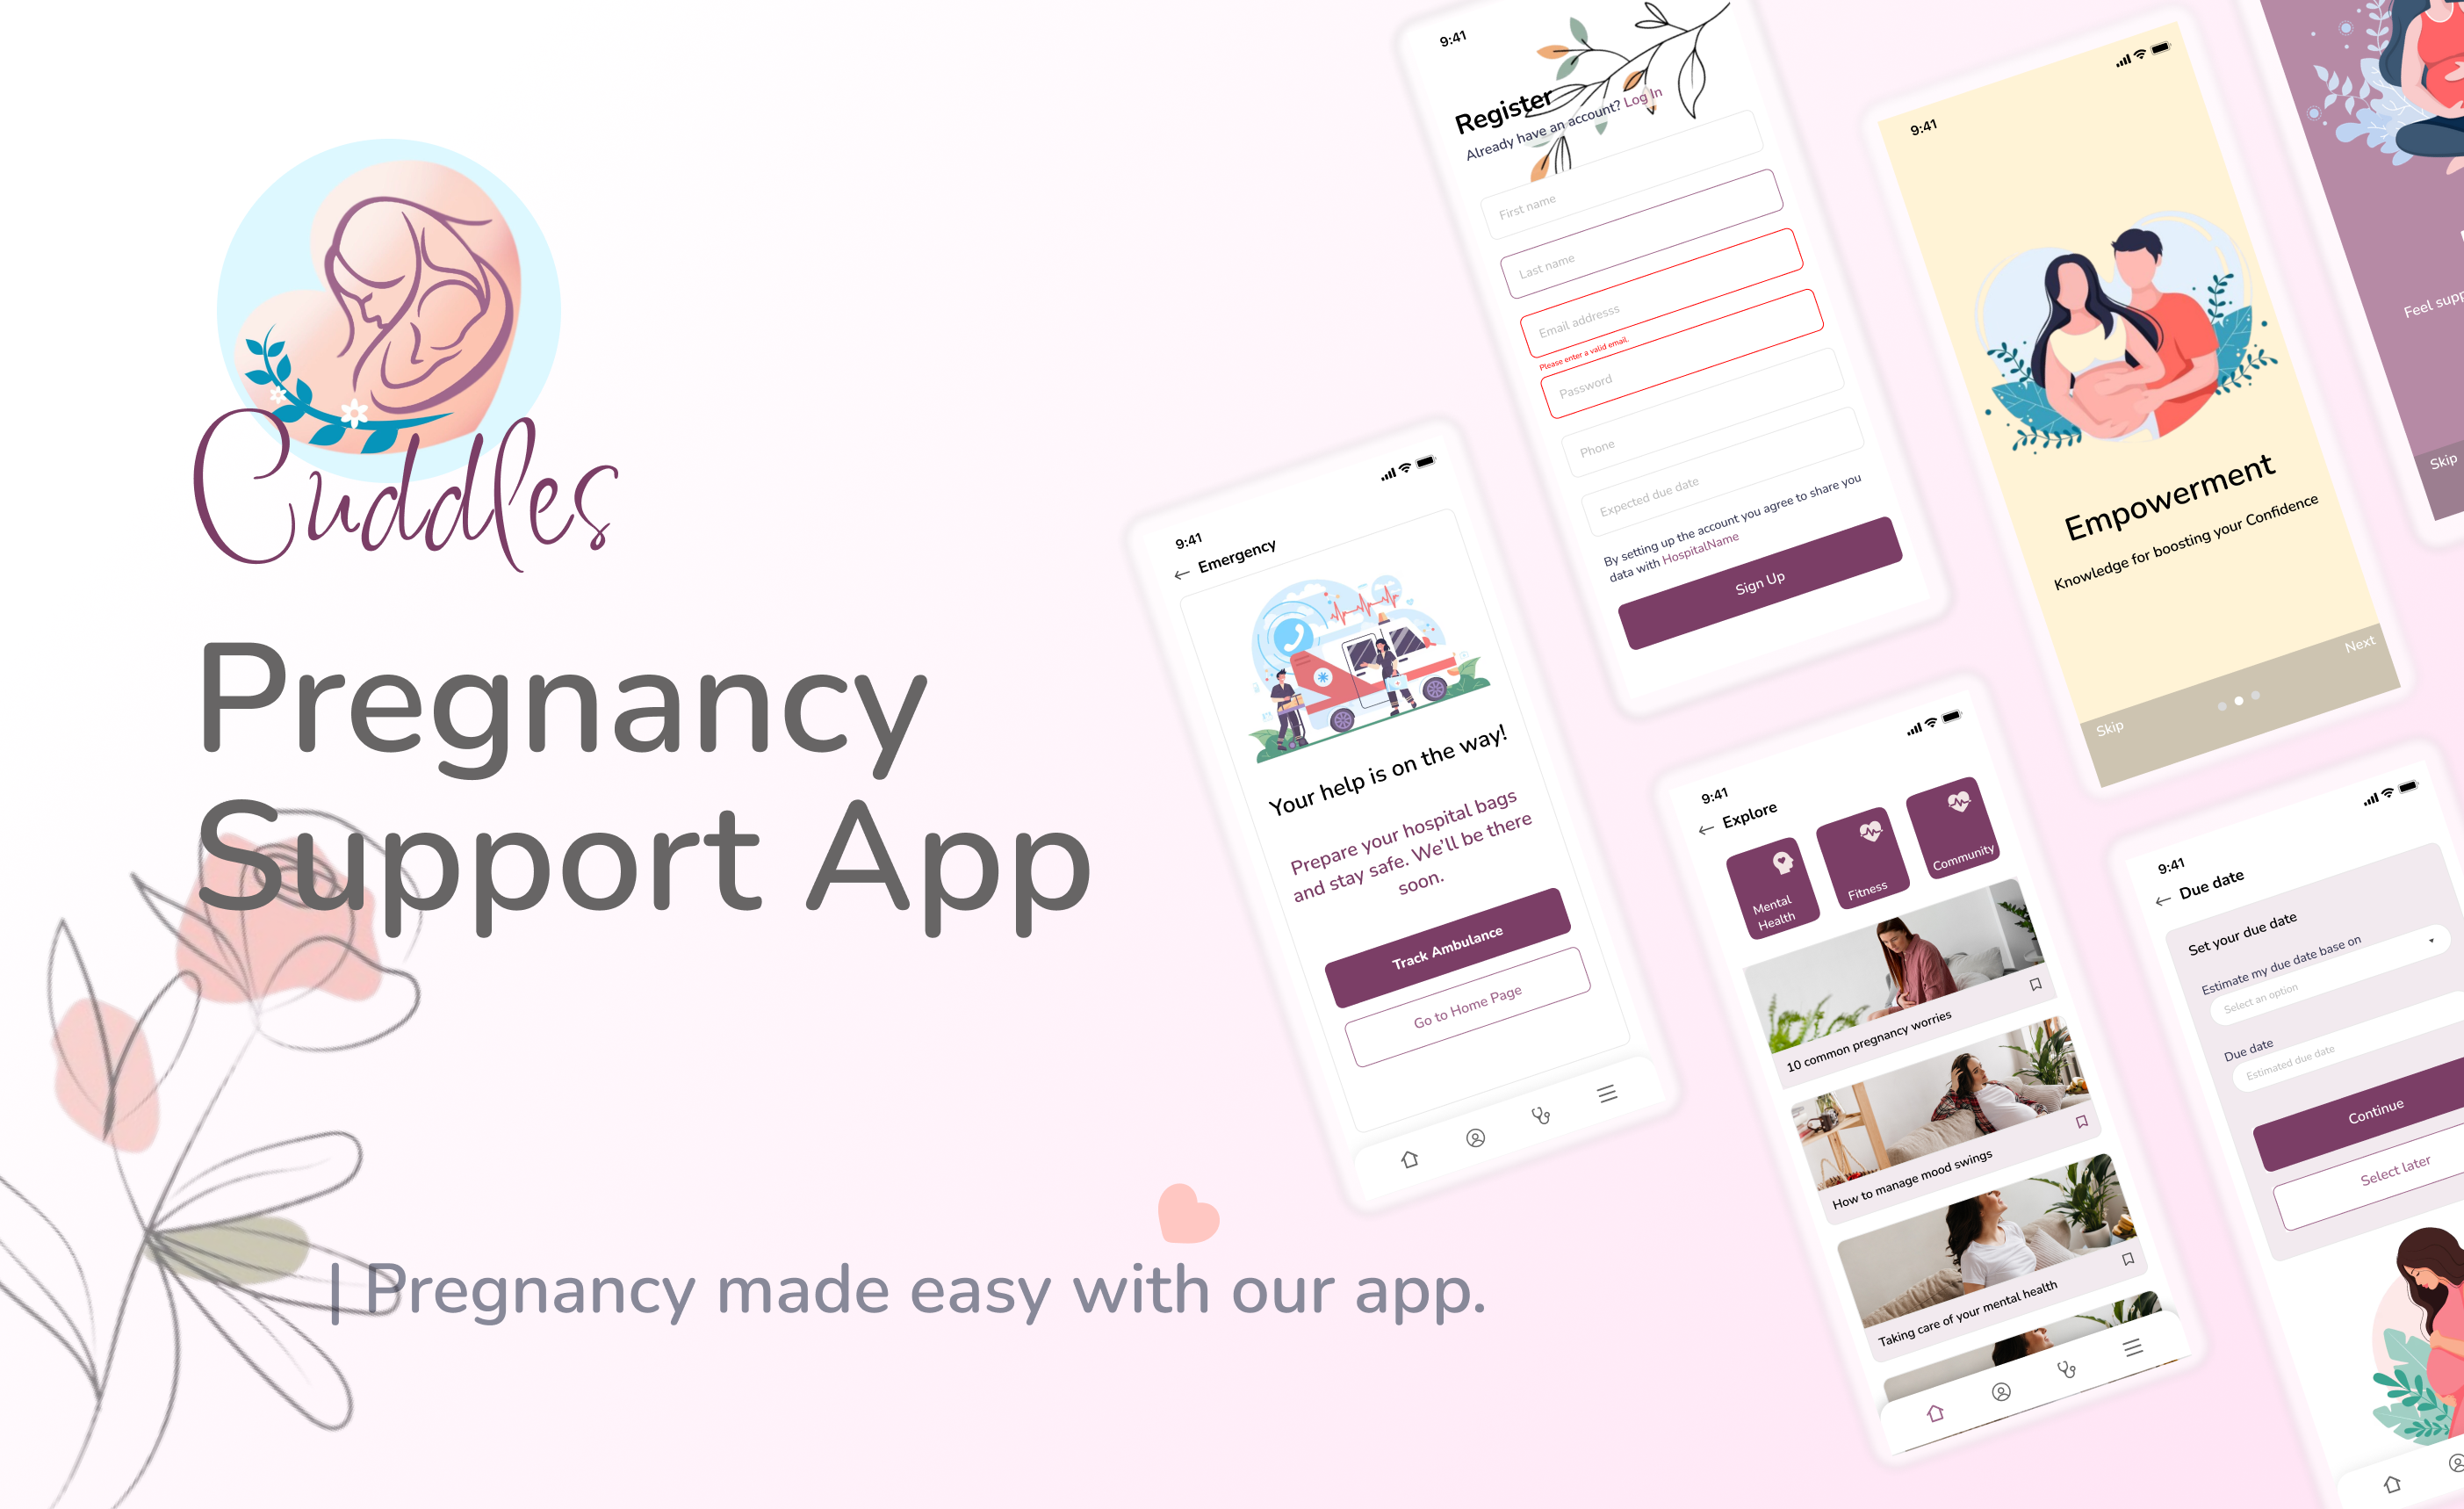 Cuddles
Pregnancy
Support App
| Pregnancy made easy with our app.
9:41
Emergency
Your help is on the way!
Prepare your hospital bags
and stay safe. We'll be there
soon.
Track Ambulance
Go to Home Page
9:41
Register
Already have an account? Log In
First name
Last name
Email addresss
Please enter a valid email.
Password
Phone
Expected due date
By setting up the account you agree to share you
data with HospitalName
Sign Up
9:41
Explore
Mental
Health
Fitness
Community
10 common pregnancy worries
How to manage mood swings
Taking care of your mental health
9:41
Empowerment
Knowledge for boosting your Confidence
Skip
Next
Feel
Skip
9:41
Due date
Set your due date
Estimate my due date base on
Select an option
Due date
Estimated due date
Continue
Select later